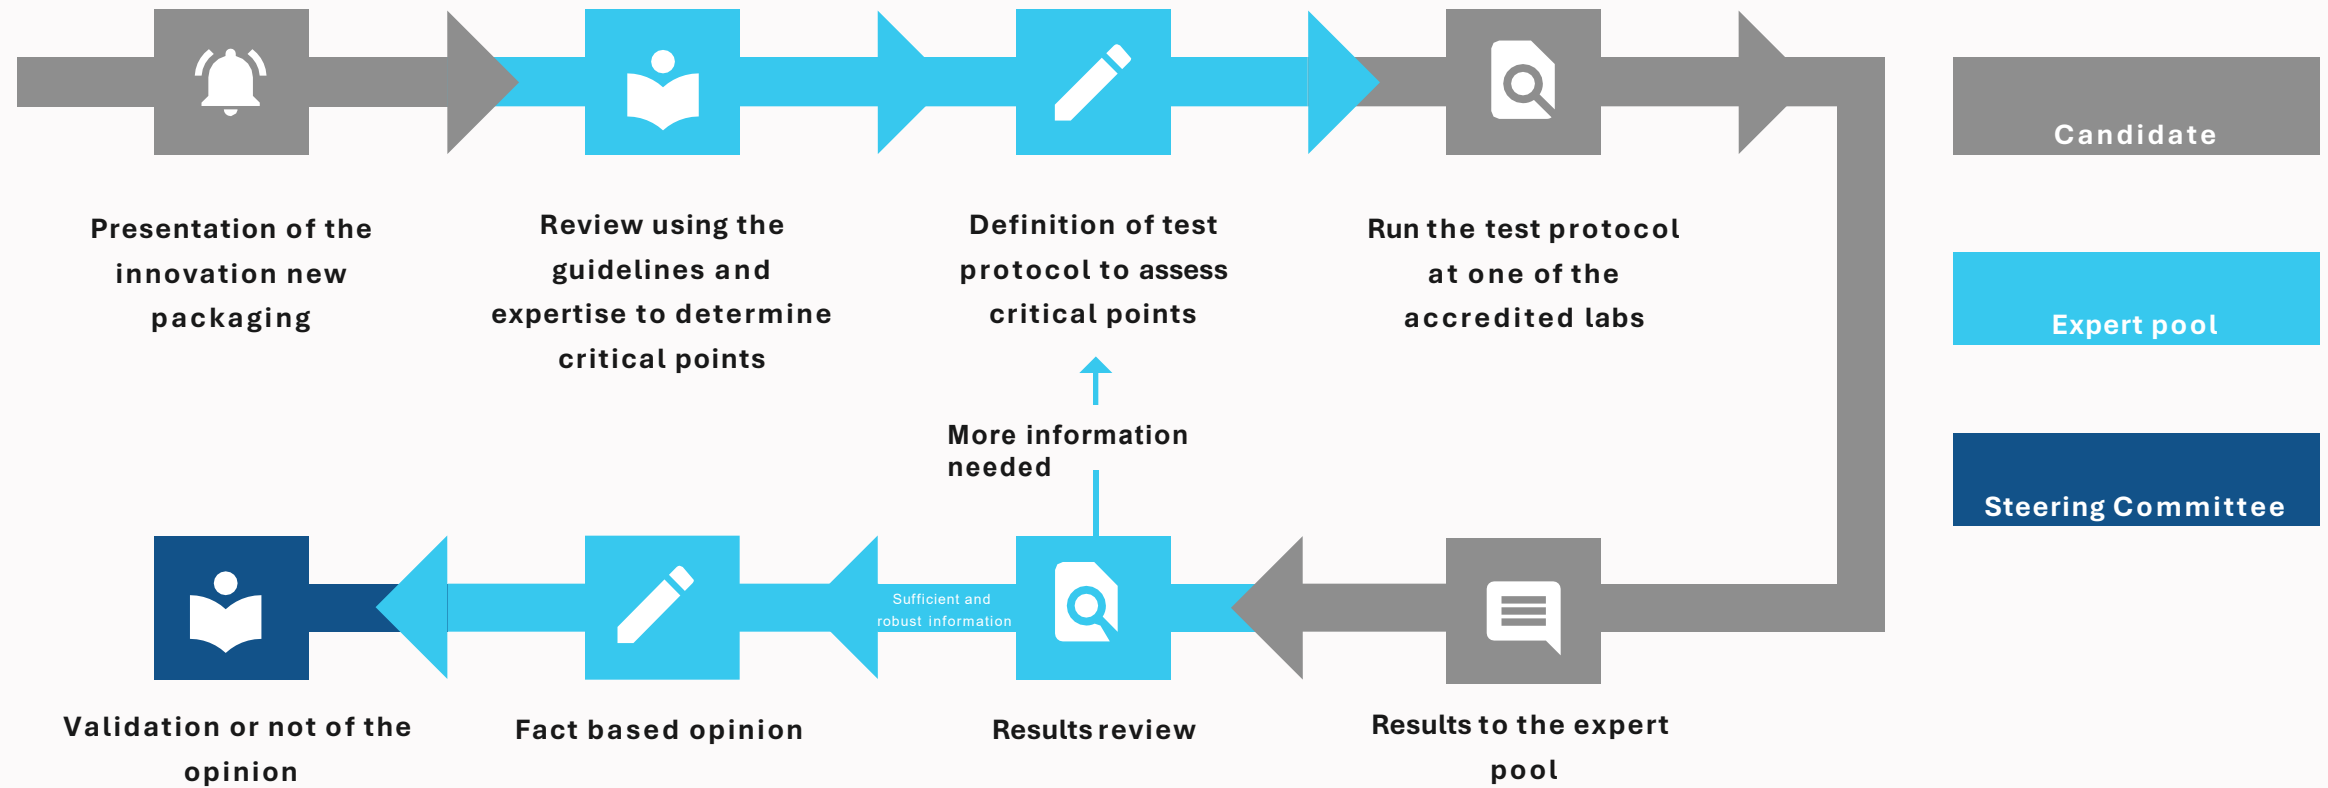 Candidate
Presentation of the
innovation new
packaging
Review using the
guidelines and
expertise to determine
critical points
Definition of test
protocol to assess
critical points
Run the test protocol
at one of the
accredited labs
Expert pool
More information
needed
Steering Committee
Sufficient and
robust information
Validation or not of the
opinion
Fact based opinion
Results review
Results to the expert
pool